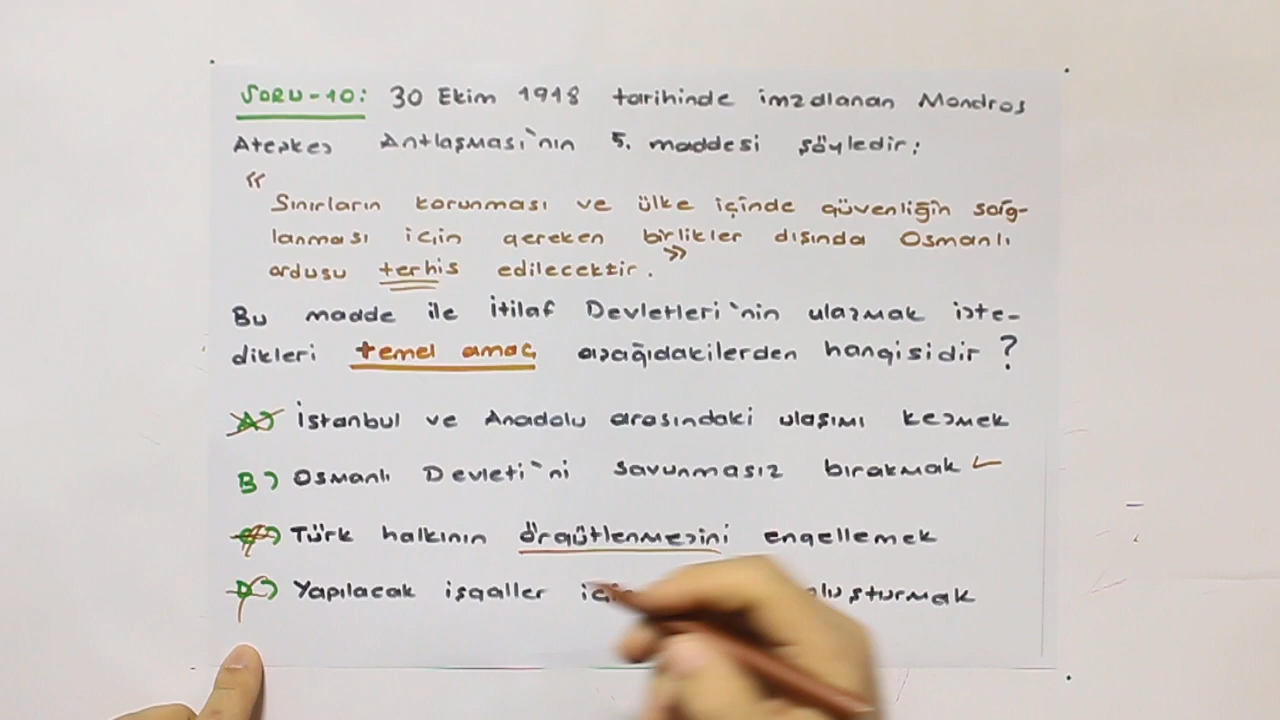 SORU-10: 30 Ekim 1918 tarihinde imzalanan Mondros
Ateşkes Antlaşması'nın 5. maddesi şöyledir:
"Sınırların korunması ve ülke içinde güvenliğin sağ-
lanması için gereken birlikler dışında Osmanlı
ordusu terhis edilecektir."
Bu madde ile İtilaf Devletleri'nin ulaşmak iste-
dikleri temel amaç aşağıdakilerden hangisidir?
A) İstanbul ve Anadolu arasındaki ulaşımı kesmek
B) Osmanlı Devleti'ni savunmasız bırakmak
C) Türk halkının örgütlenmesini engellemek
D) Yapılacak işgaller